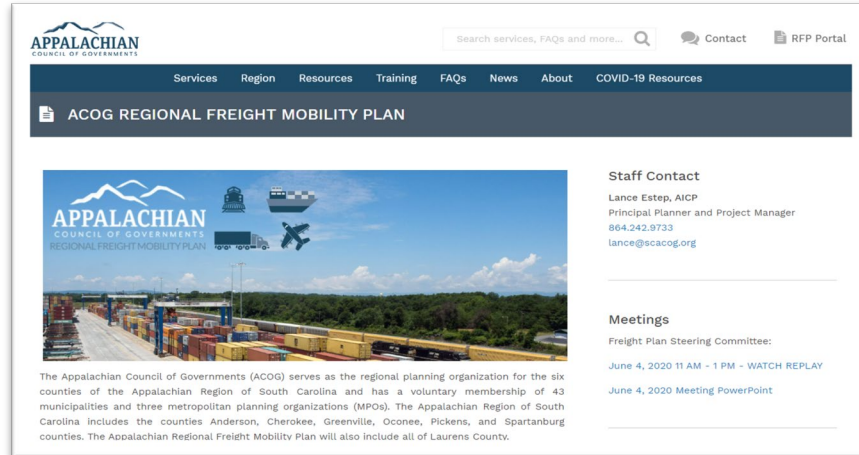 APPALACHIAN
COUNCIL OF GOVERNMENTS
Search services, FAQs and more...
Contact
RFP Portal
Services Region Resources Training FAQs News About COVID-19 Resources
ACOG REGIONAL FREIGHT MOBILITY PLAN
APPALACHIAN
COUNCIL OF GOVERNMENTS
REGIONAL FREIGHT MOBILITY PLAN
The Appalachian Council of Governments (ACOG) serves as the regional planning organization for the six
counties of the Appalachian Region of South Carolina and has a voluntary membership of 43
municipalities and three metropolitan planning organizations (MPOs). The Appalachian Region of South
Carolina includes the counties Anderson, Cherokee, Greenville, Oconee, Pickens, and Spartanburg
counties. The Appalachian Regional Freight Mobility Plan will also include all of Laurens County.
Staff Contact
Lance Estep, AICP
Principal Planner and Project Manager
864.242.9733
lance@scacog.org
Meetings
Freight Plan Steering Committee:
June 4, 2020 11 AM - 1 PM - WATCH REPLAY
June 4, 2020 Meeting PowerPoint